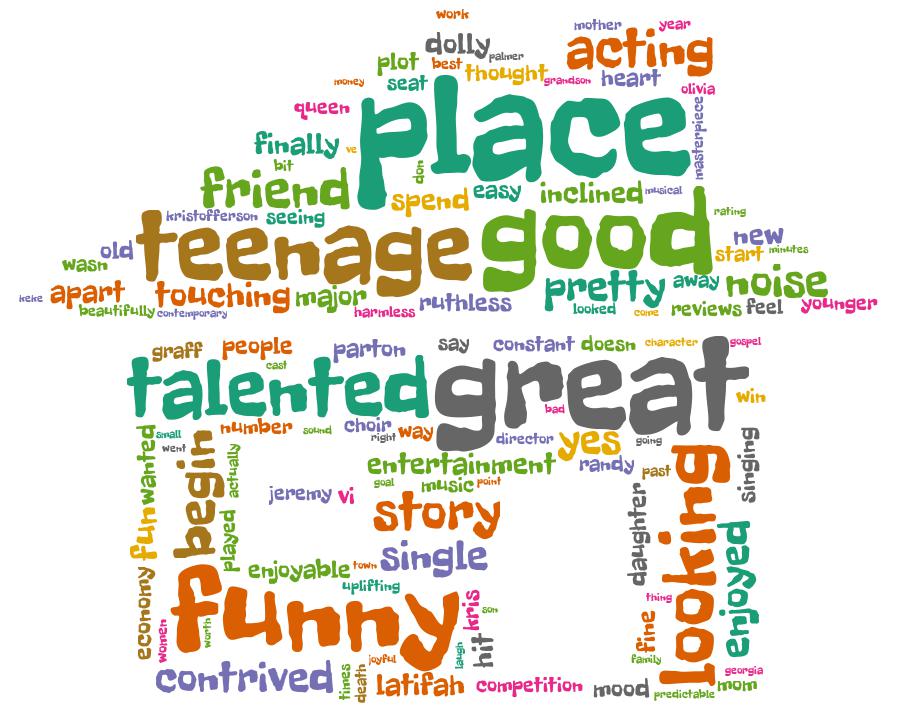 work
mother year
dolly acting
palmer
plot best thought heart
money seat grandson olivia
queen place masterpiece
finally ve
bit don
friend spend easy inclined musical
kristofferson seeing teenage good rating
old new
wasn start minutes
keke apart touching major ruthless pretty away noise
beautifully contemporary harmless looked come reviews feel younger
graff people parton say constant doesn character gospel
cast
talented great win
bad
small number sound choir right way director yes going
went wanted begin actually entertainment randy past looking singing
goal music point
jeremy vi
story daughter
fun played
enjoyable town single enjoyed
economy uplifting
funny kris son thing
women worth hit fine
laugh family
joyful georgia
contrived times death latifah competition mood predictable mom